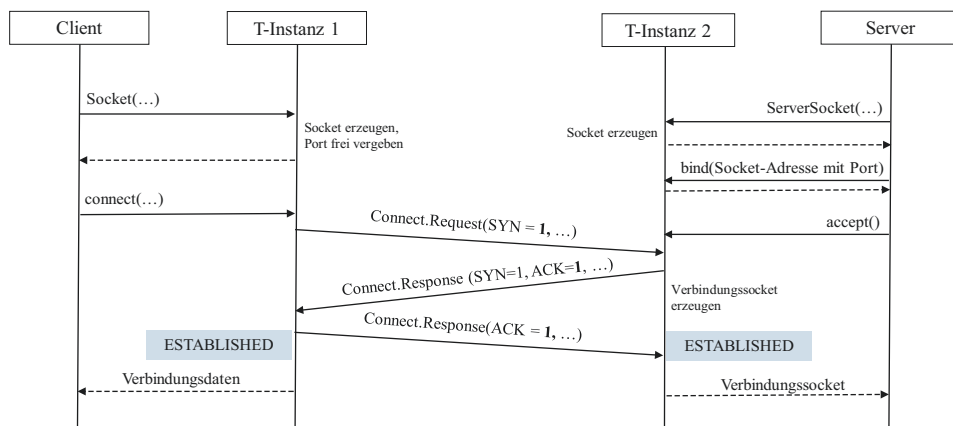 Client
T-Instanz 1
T-Instanz 2
Server
Socket(…)
ServerSocket(…)
Socket erzeugen,
Port frei vergeben
Socket erzeugen
bind(Socket-Adresse mit Port)
connect(…)
Connect.Request(SYN = 1, …)
accept()
Connect.Response (SYN=1, ACK=1, …)
Verbindungssocket
erzeugen
Connect.Response(ACK = 1, …)
ESTABLISHED
ESTABLISHED
Verbindungsdaten
Verbindungssocket